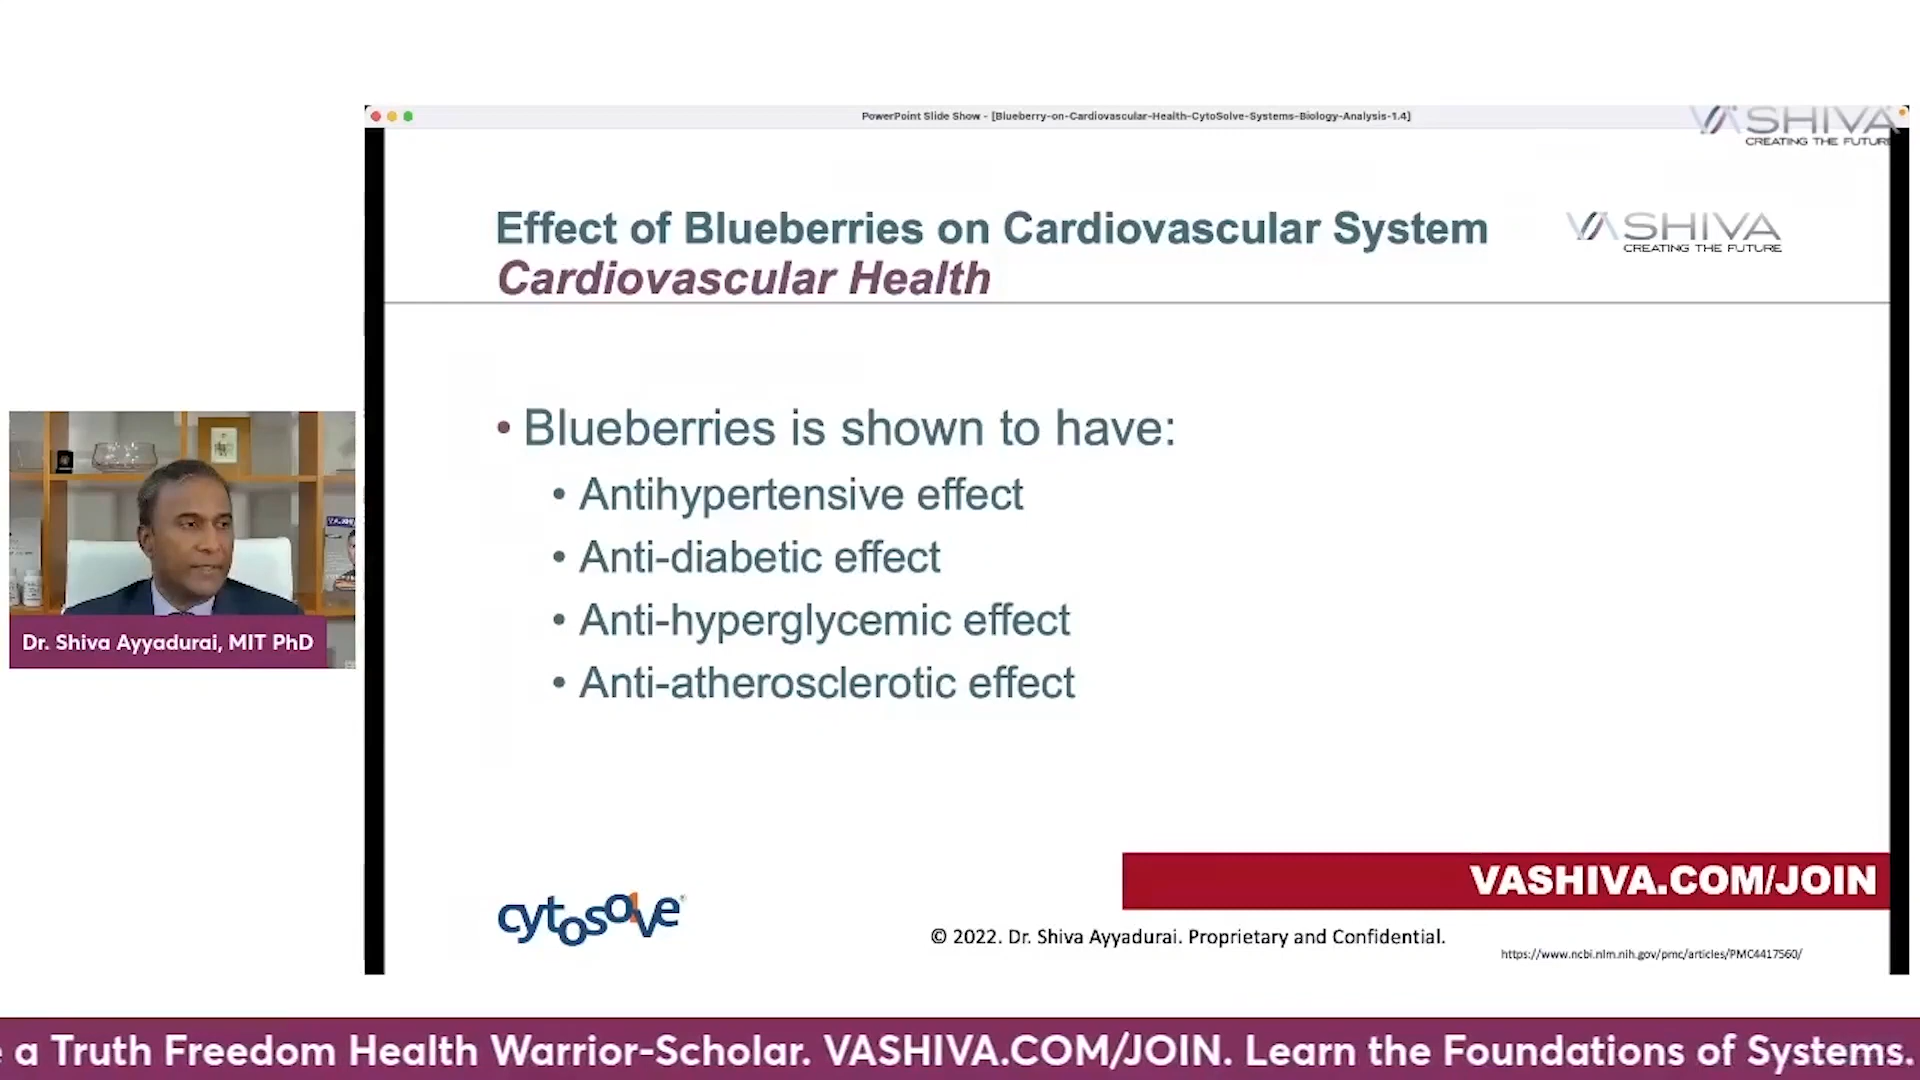 PowerPoint Slide Show - [Blueberry-on-Cardiovascular-Health-CytoSolve-Systems-Biology-Analysis-1.4]
VASHIVA
CREATING THE FUTURE
Effect of Blueberries on Cardiovascular System
Cardiovascular Health
VASHIVA
CREATING THE FUTURE
• Blueberries is shown to have:
• Antihypertensive effect
• Anti-diabetic effect
• Anti-hyperglycemic effect
• Anti-atherosclerotic effect
Dr. Shiva Ayyadurai, MIT PhD
VASHIVA.COM/JOIN
cytosolve
© 2022. Dr. Shiva Ayyadurai. Proprietary and Confidential.
https://www.ncbi.nlm.nih.gov/pmc/articles/PMC4417560/
a Truth Freedom Health Warrior-Scholar. VASHIVA.COM/JOIN. Learn the Foundations of Systems.